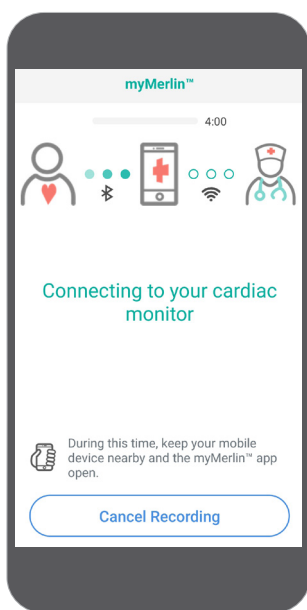 myMerlin™
4:00
Connecting to your cardiac
monitor
During this time, keep your mobile
device nearby and the myMerlin™ app
open.
Cancel Recording